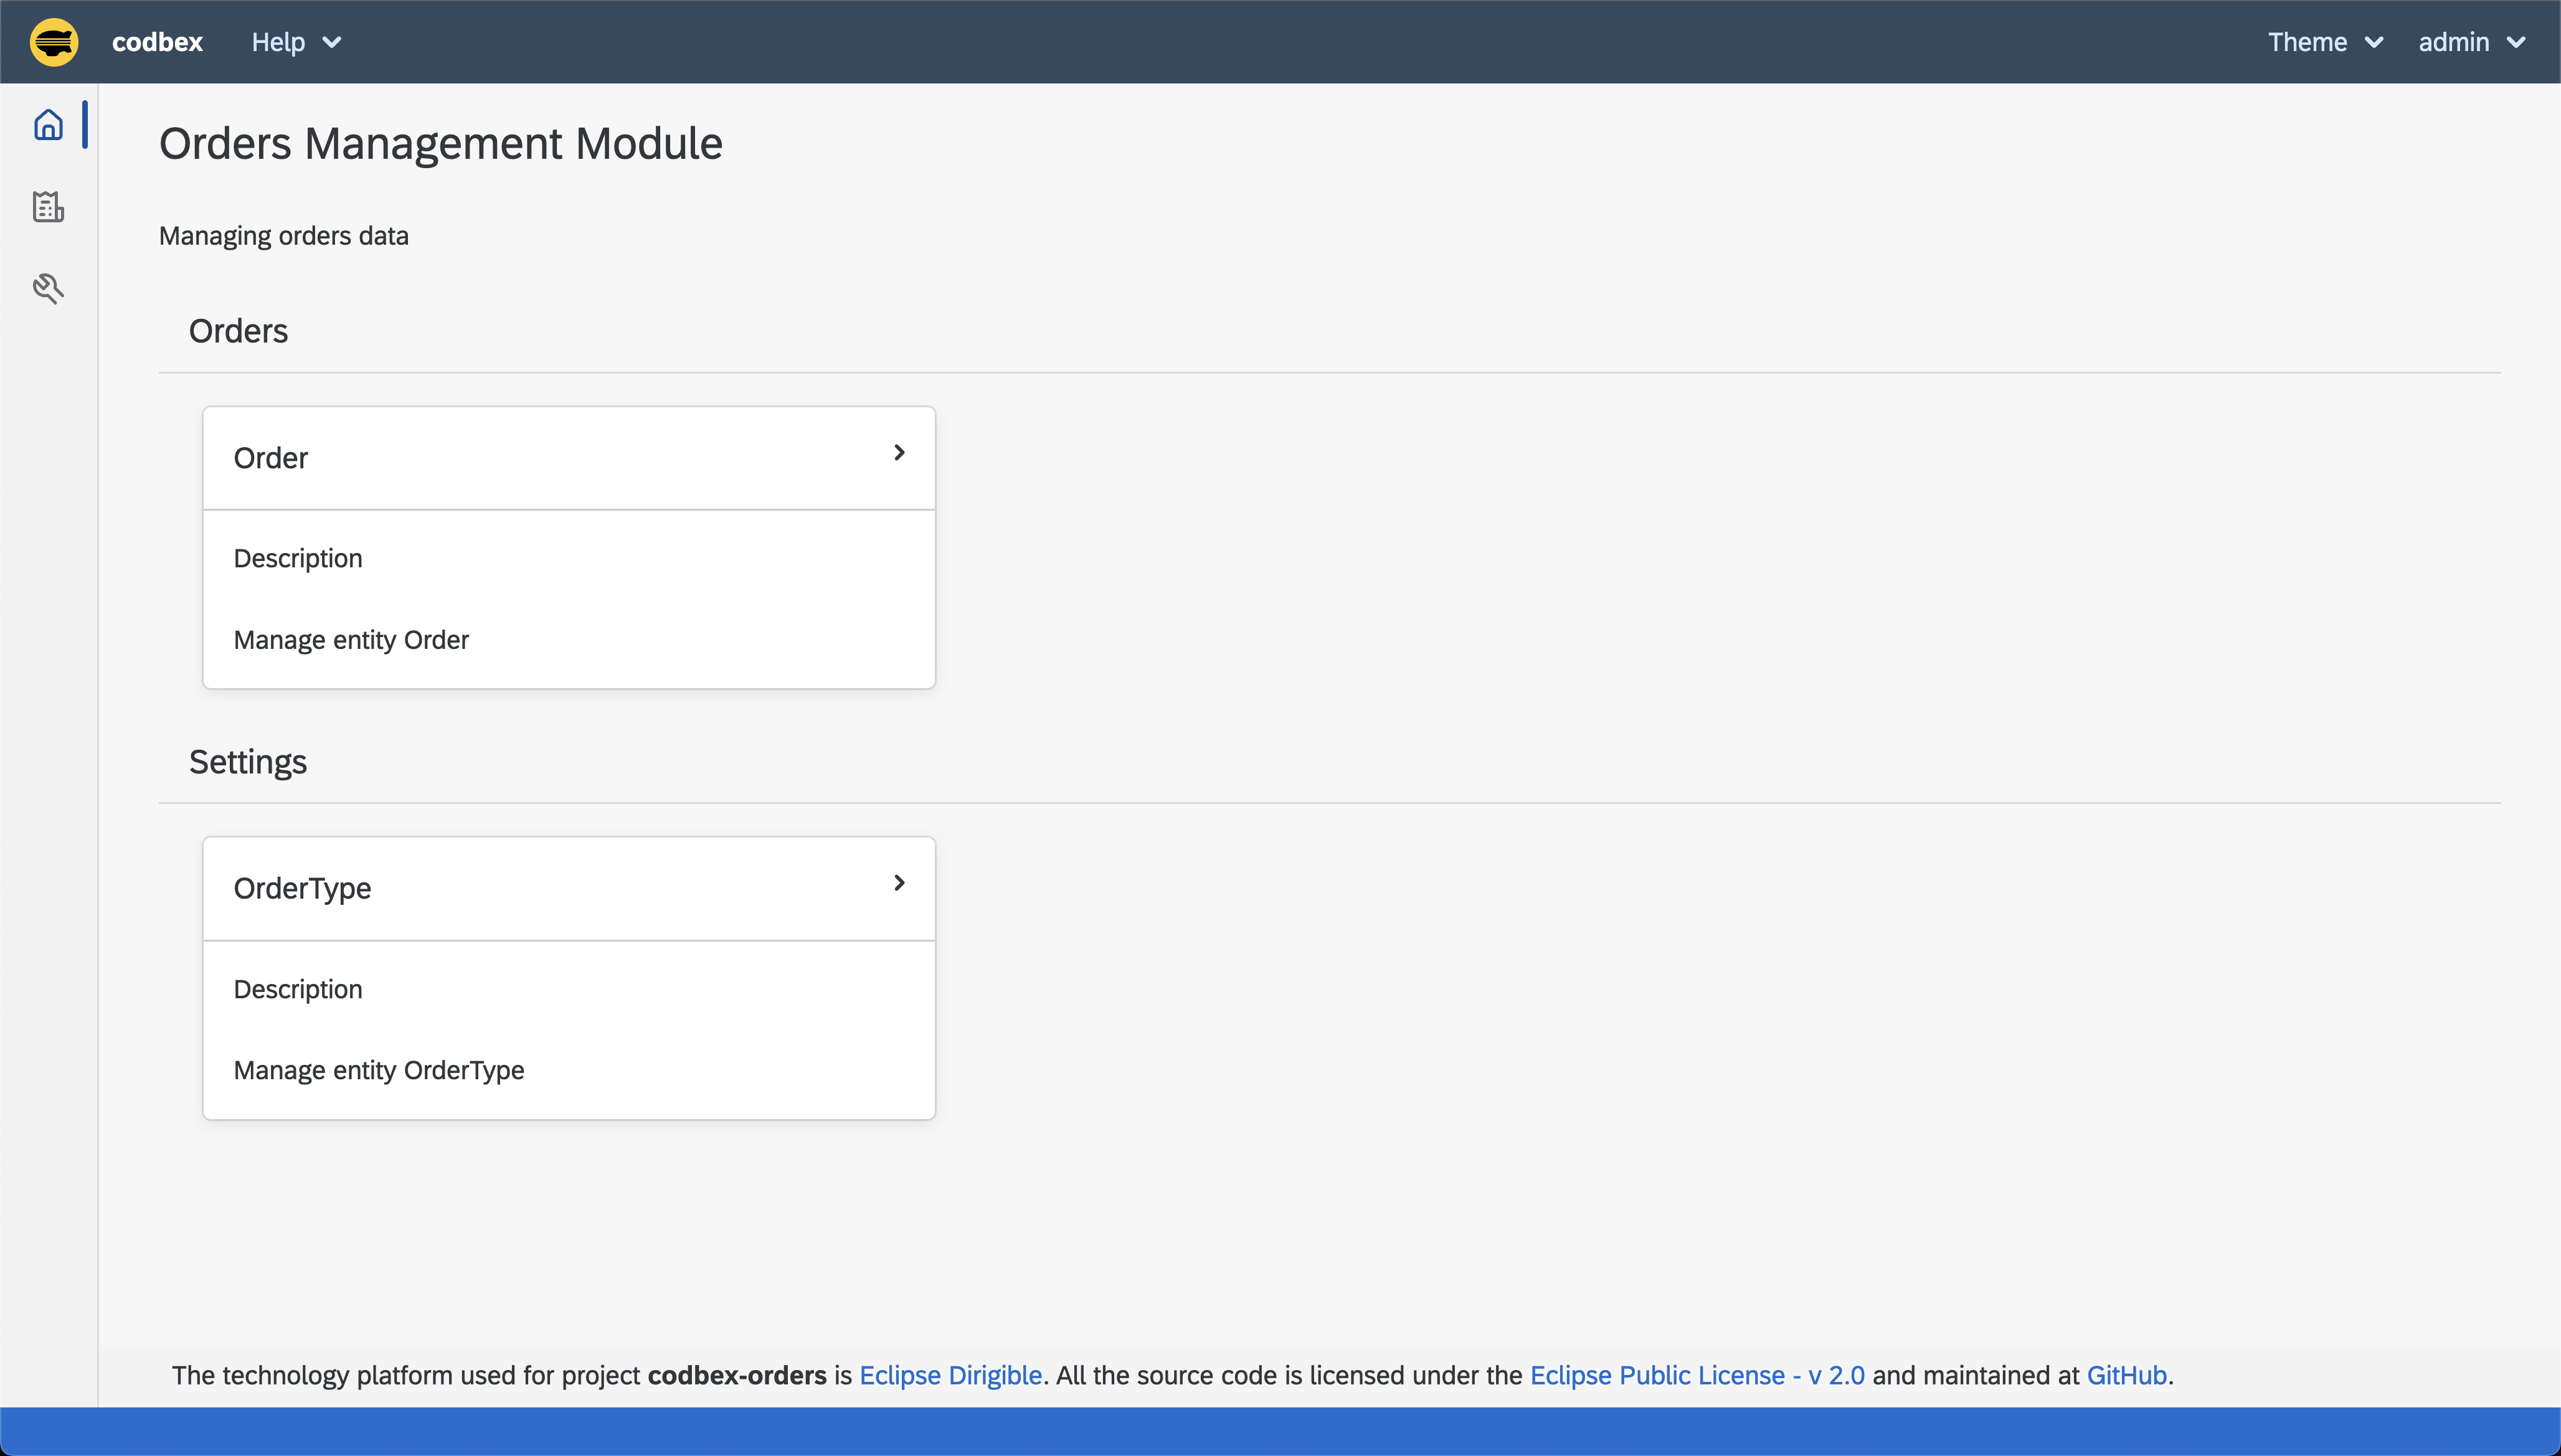 codbex Help Theme admin
Orders Management Module
Managing orders data
Orders
Order
Description
Manage entity Order
Settings
OrderType
Description
Manage entity OrderType
The technology platform used for project codbex-orders is Eclipse Dirigible. All the source code is licensed under the Eclipse Public License - v 2.0 and maintained at GitHub.